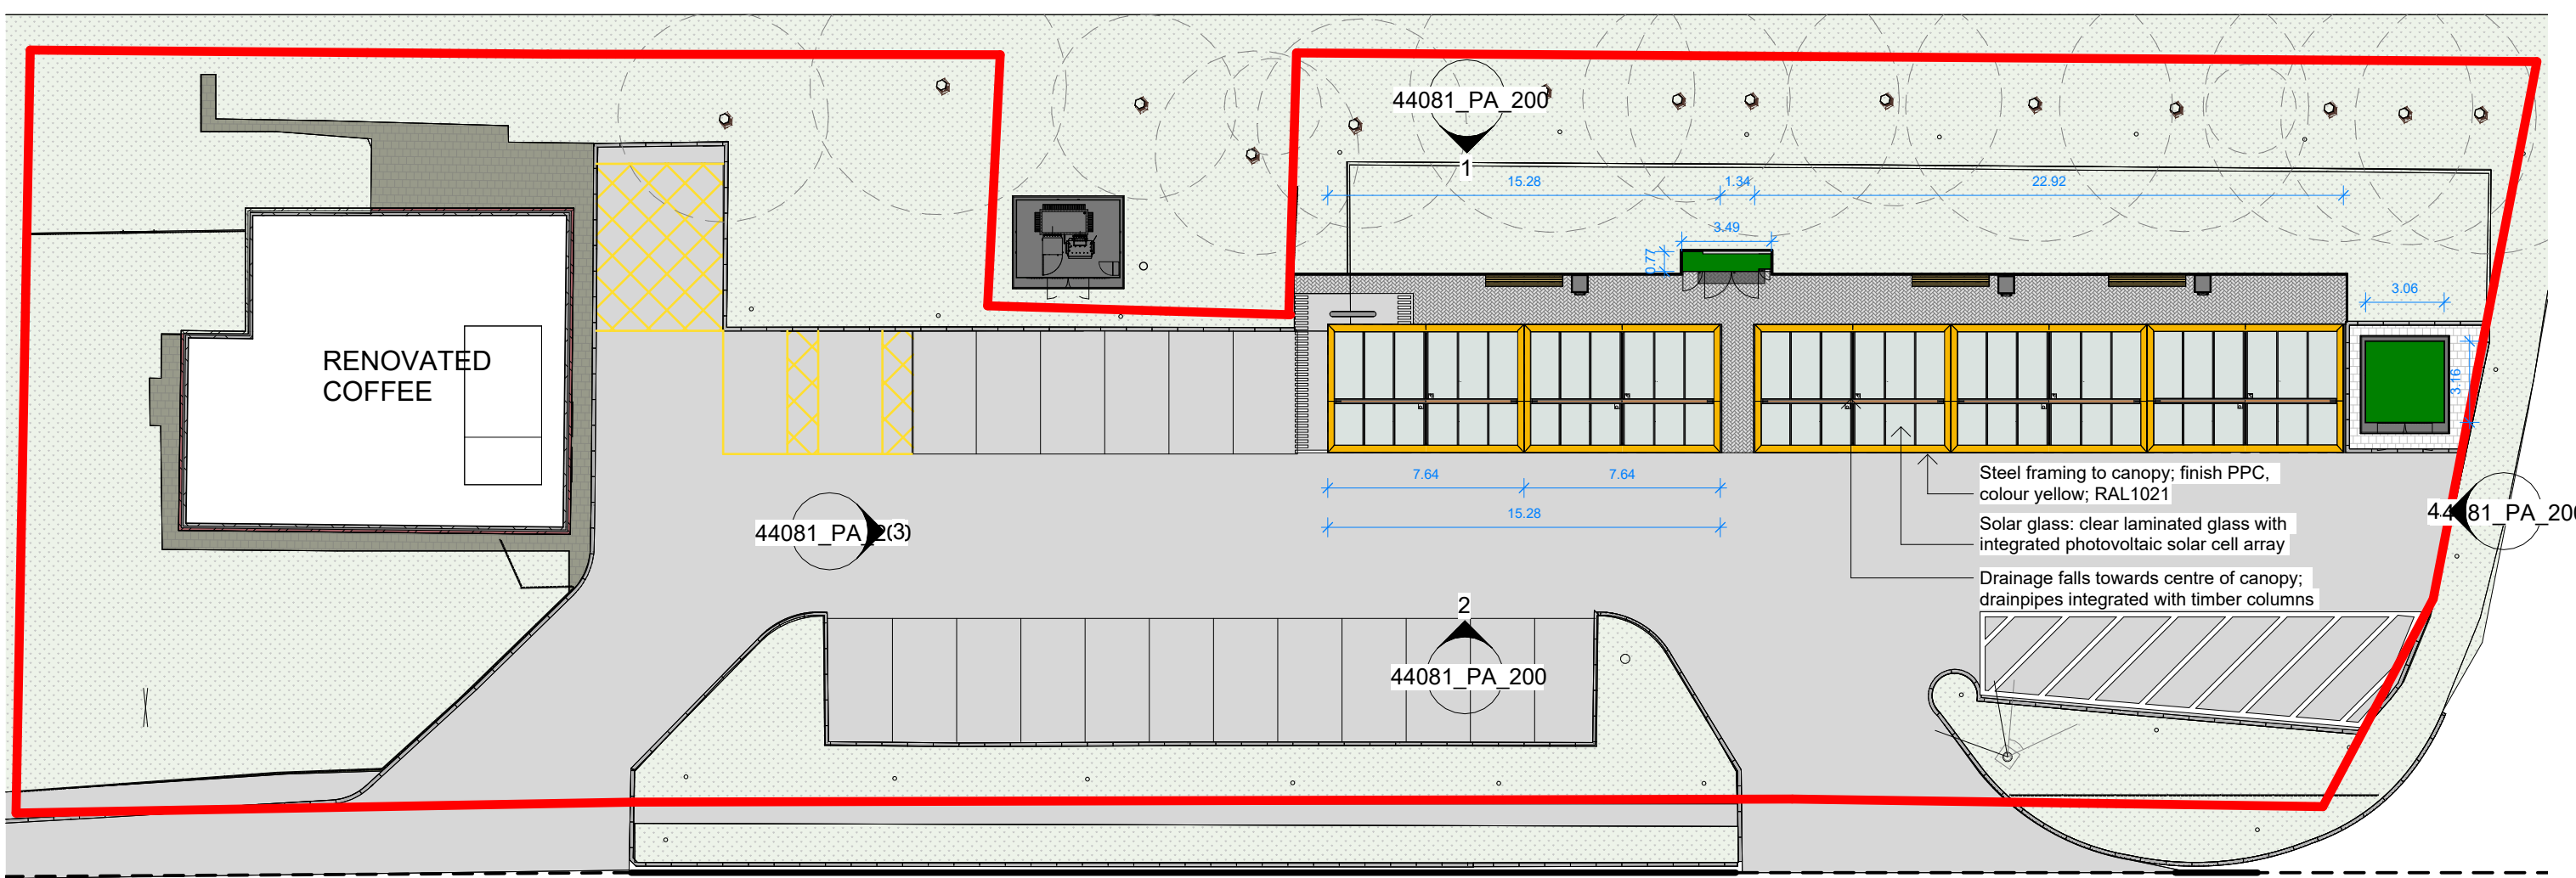 44081_PA_200
1
15.28
1.34
22.92
3.49
0.77
3.06
3.16
RENOVATED
COFFEE
7.64
7.64
15.28
Steel framing to canopy; finish PPC,
colour yellow; RAL1021
Solar glass: clear laminated glass with
integrated photovoltaic solar cell array
Drainage falls towards centre of canopy;
drainpipes integrated with timber columns
2
44081_PA_200